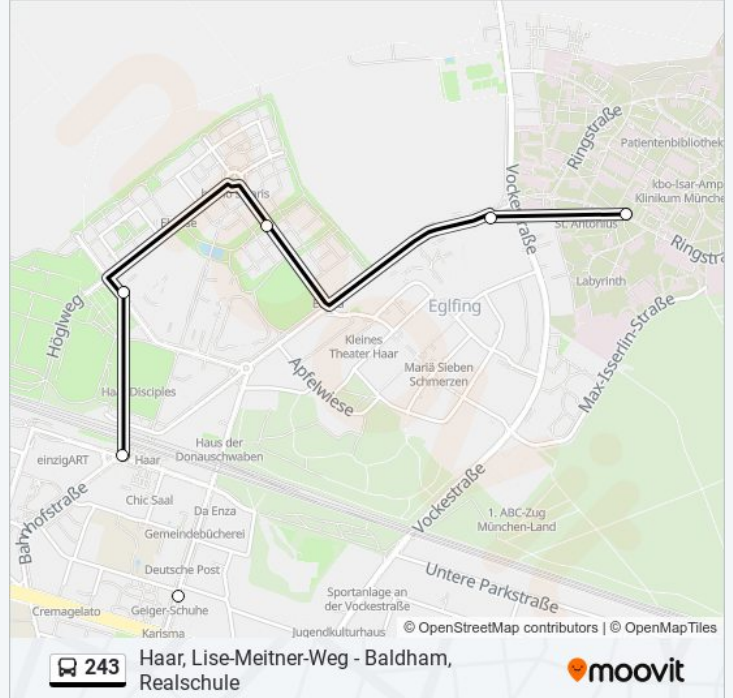 Ringstraße
Patientenbibliothek
kbo-Isar-Amp
Klinikum Münche
Vockestraße
St. Antonius
Ringstra
Labyrinth
Eglfing
Höglweg
Kleines
Theater Haar
Mariä Sieben
Schmerzen
Max-Isserlin-Straße
Apfelwiese
Haar Disciples
Haus der
Donauschwaben
einzigART
Haar
Vockestraße
Bahnhofstraße
Chic Saal
Da Enza
1. ABC-Zug
München-Land
Gemeindebücherei
Deutsche Post
Untere Parkstraße
Sportanlage an
der Vockestraße
Cremagelato
Geiger-Schuhe
Karisma
Jugendkulturhaus
© OpenStreetMap contributors | © OpenMapTiles
243
Haar, Lise-Meitner-Weg - Baldham,
Realschule
moovit